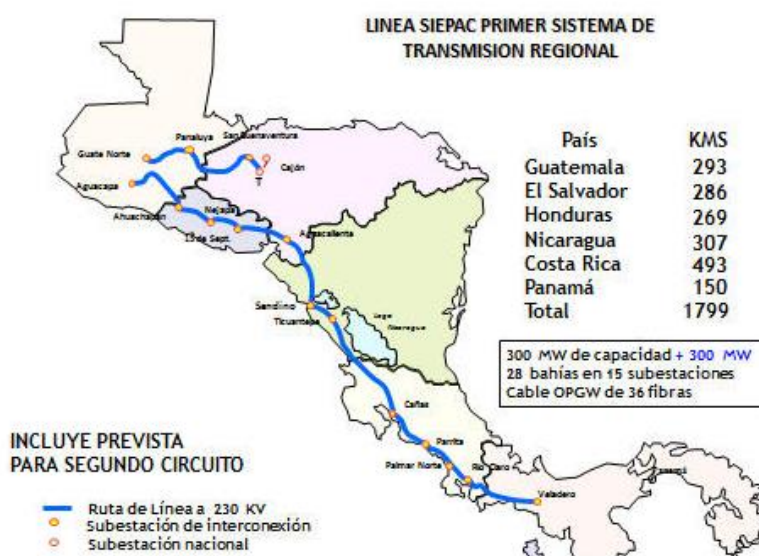 LINEA SIEPAC PRIMER SISTEMA DE
TRANSMISION REGIONAL
País KMS
Guatemala 293
El Salvador 286
Honduras 269
Nicaragua 307
Costa Rica 493
Panamá 150
Total 1799
300 MW de capacidad + 300 MW
28 bahías en 15 subestaciones
Cable OPGW de 36 fibras
San Buenaventura
Panaluya
Guate Norte
Cajón
T
Aguacapa
Ahuachapán
Nejapa
15 de Sept.
Aguacaliente
Sandino
Ticuantepe
Lago
Nicaragua
Cañas
Parrita
Palmar Norte
Río Claro
Veladero
Panamá
INCLUYE PREVISTA
PARA SEGUNDO CIRCUITO
Ruta de Línea a 230 KV
Subestación de interconexión
Subestación nacional